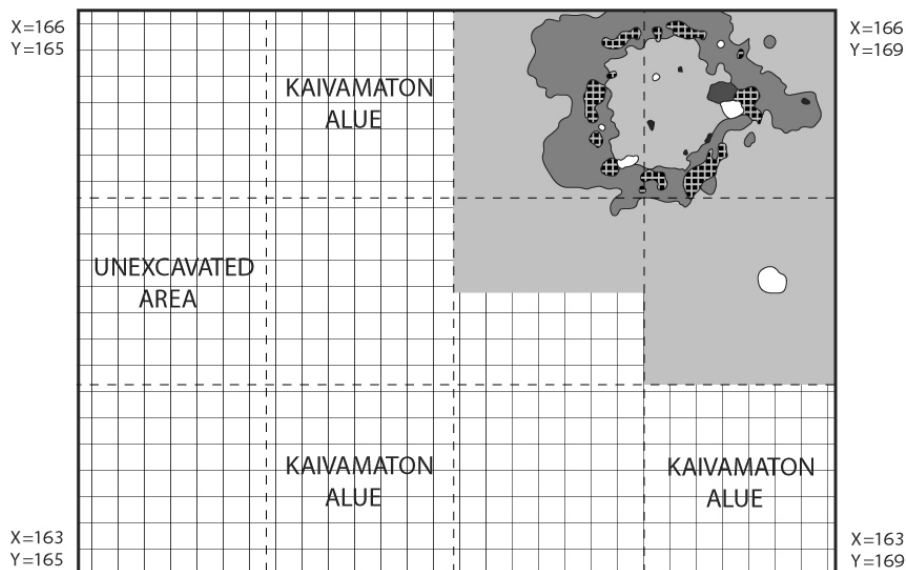 X=166
Y=165
X=166
Y=169
KAIVAMATON
ALUE
UNEXCAVATED
AREA
KAIVAMATON
ALUE
KAIVAMATON
ALUE
X=163
Y=165
X=163
Y=169